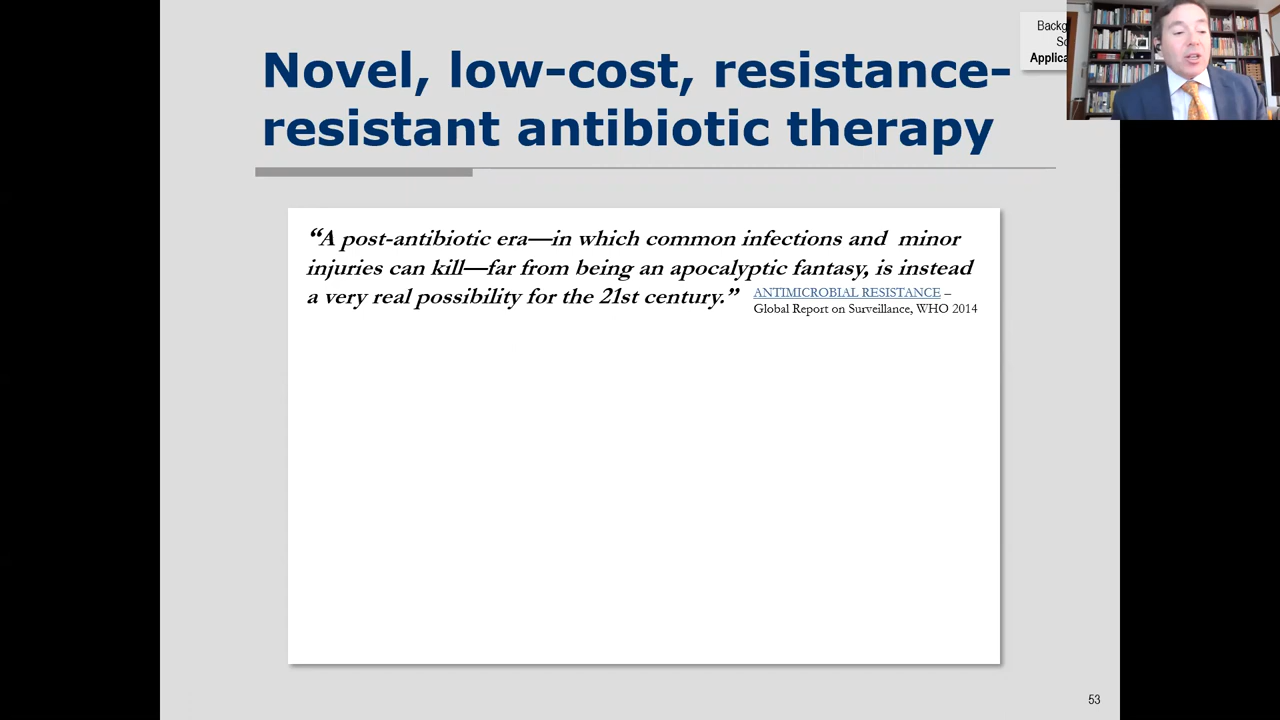 Novel, low-cost, resistance-
resistant antibiotic therapy
“A post-antibiotic era—in which common infections and minor
injuries can kill—far from being an apocalyptic fantasy, is instead
a very real possibility for the 21st century.”
ANTIMICROBIAL RESISTANCE –
Global Report on Surveillance, WHO 2014
53